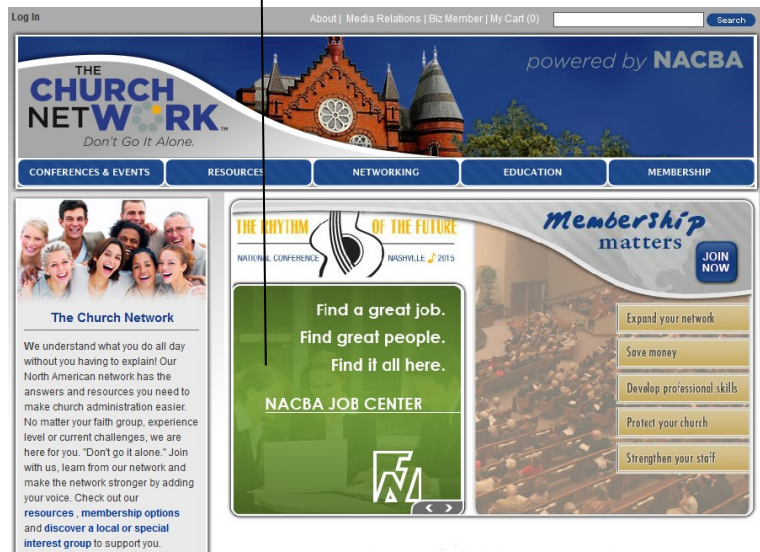 Log In
About | Media Relations | Biz Member | My Cart (0)
Search
THE
CHURCH
NETWORK™
Don't Go It Alone.
powered by NACBA
CONFERENCES & EVENTS
RESOURCES
NETWORKING
EDUCATION
MEMBERSHIP
The Church Network
We understand what you do all day
without you having to explain! Our
North American network has the
answers and resources you need to
make church administration easier.
No matter your faith group, experience
level or current challenges, we are
here for you. "Don't go it alone." Join
with us, learn from our network and
make the network stronger by adding
your voice. Check out our
resources , membership options
and discover a local or special
interest group to support you.
THE RHYTHM OF THE FUTURE
NATIONAL CONFERENCE NASHVILLE 2015
Find a great job.
Find great people.
Find it all here.
NACBA JOB CENTER
< >
Membership
matters
JOIN
NOW
Expand your network
Save money
Develop professional skills
Protect your church
Strengthen your staff